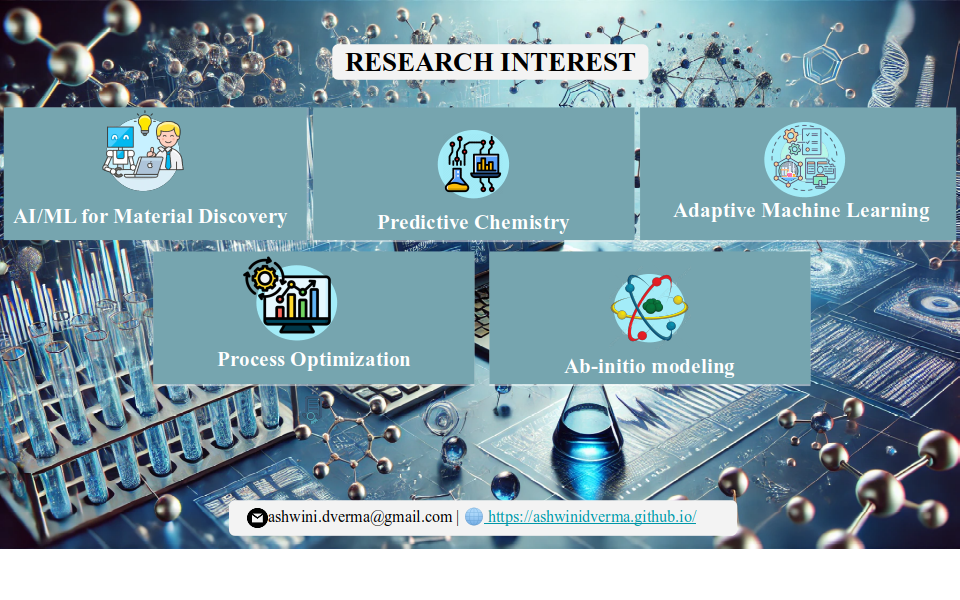 RESEARCH INTEREST
AI/ML for Material Discovery
Predictive Chemistry
Adaptive Machine Learning
Process Optimization
Ab-initio modeling
ashwini.dverma@gmail.com | https://ashwinidverma.github.io/